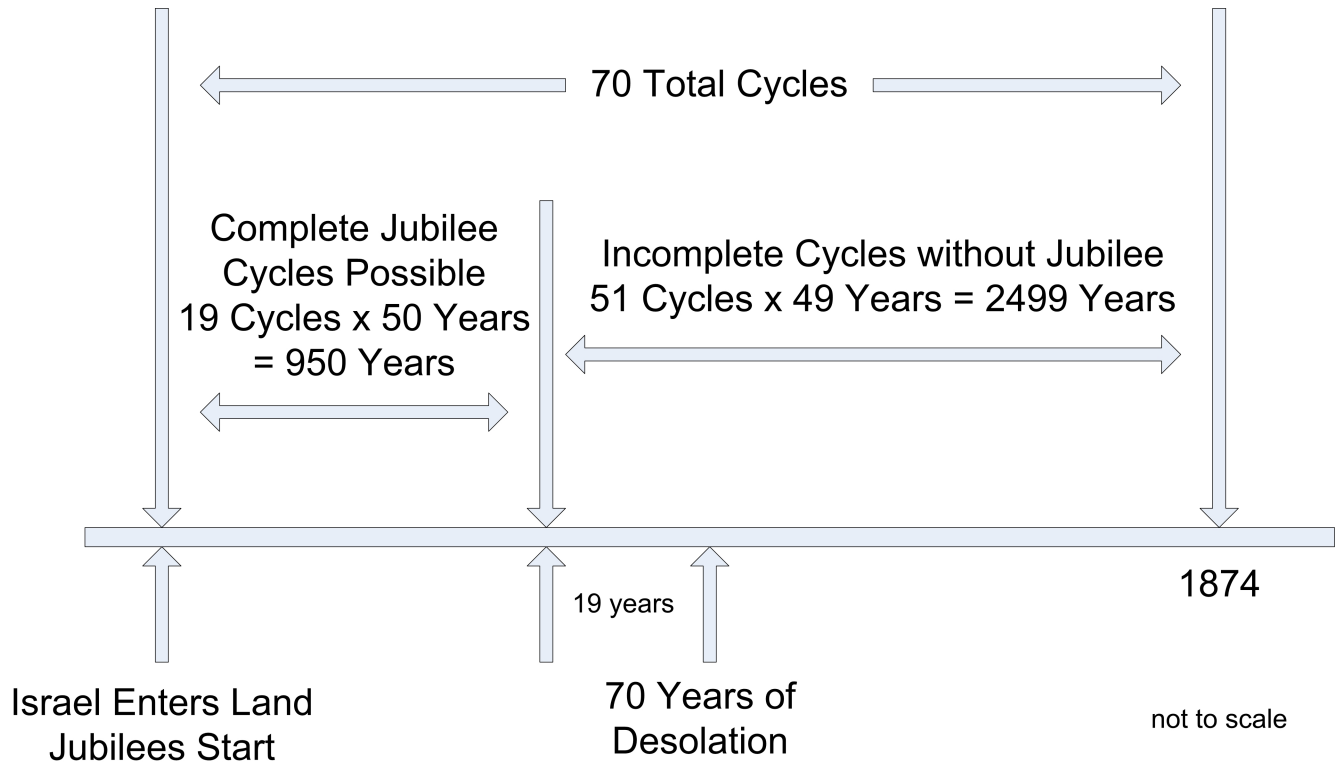 70 Total Cycles
Complete Jubilee
Cycles Possible
19 Cycles x 50 Years
= 950 Years
Incomplete Cycles without Jubilee
51 Cycles x 49 Years = 2499 Years
19 years
1874
Israel Enters Land
Jubilees Start
70 Years of
Desolation
not to scale